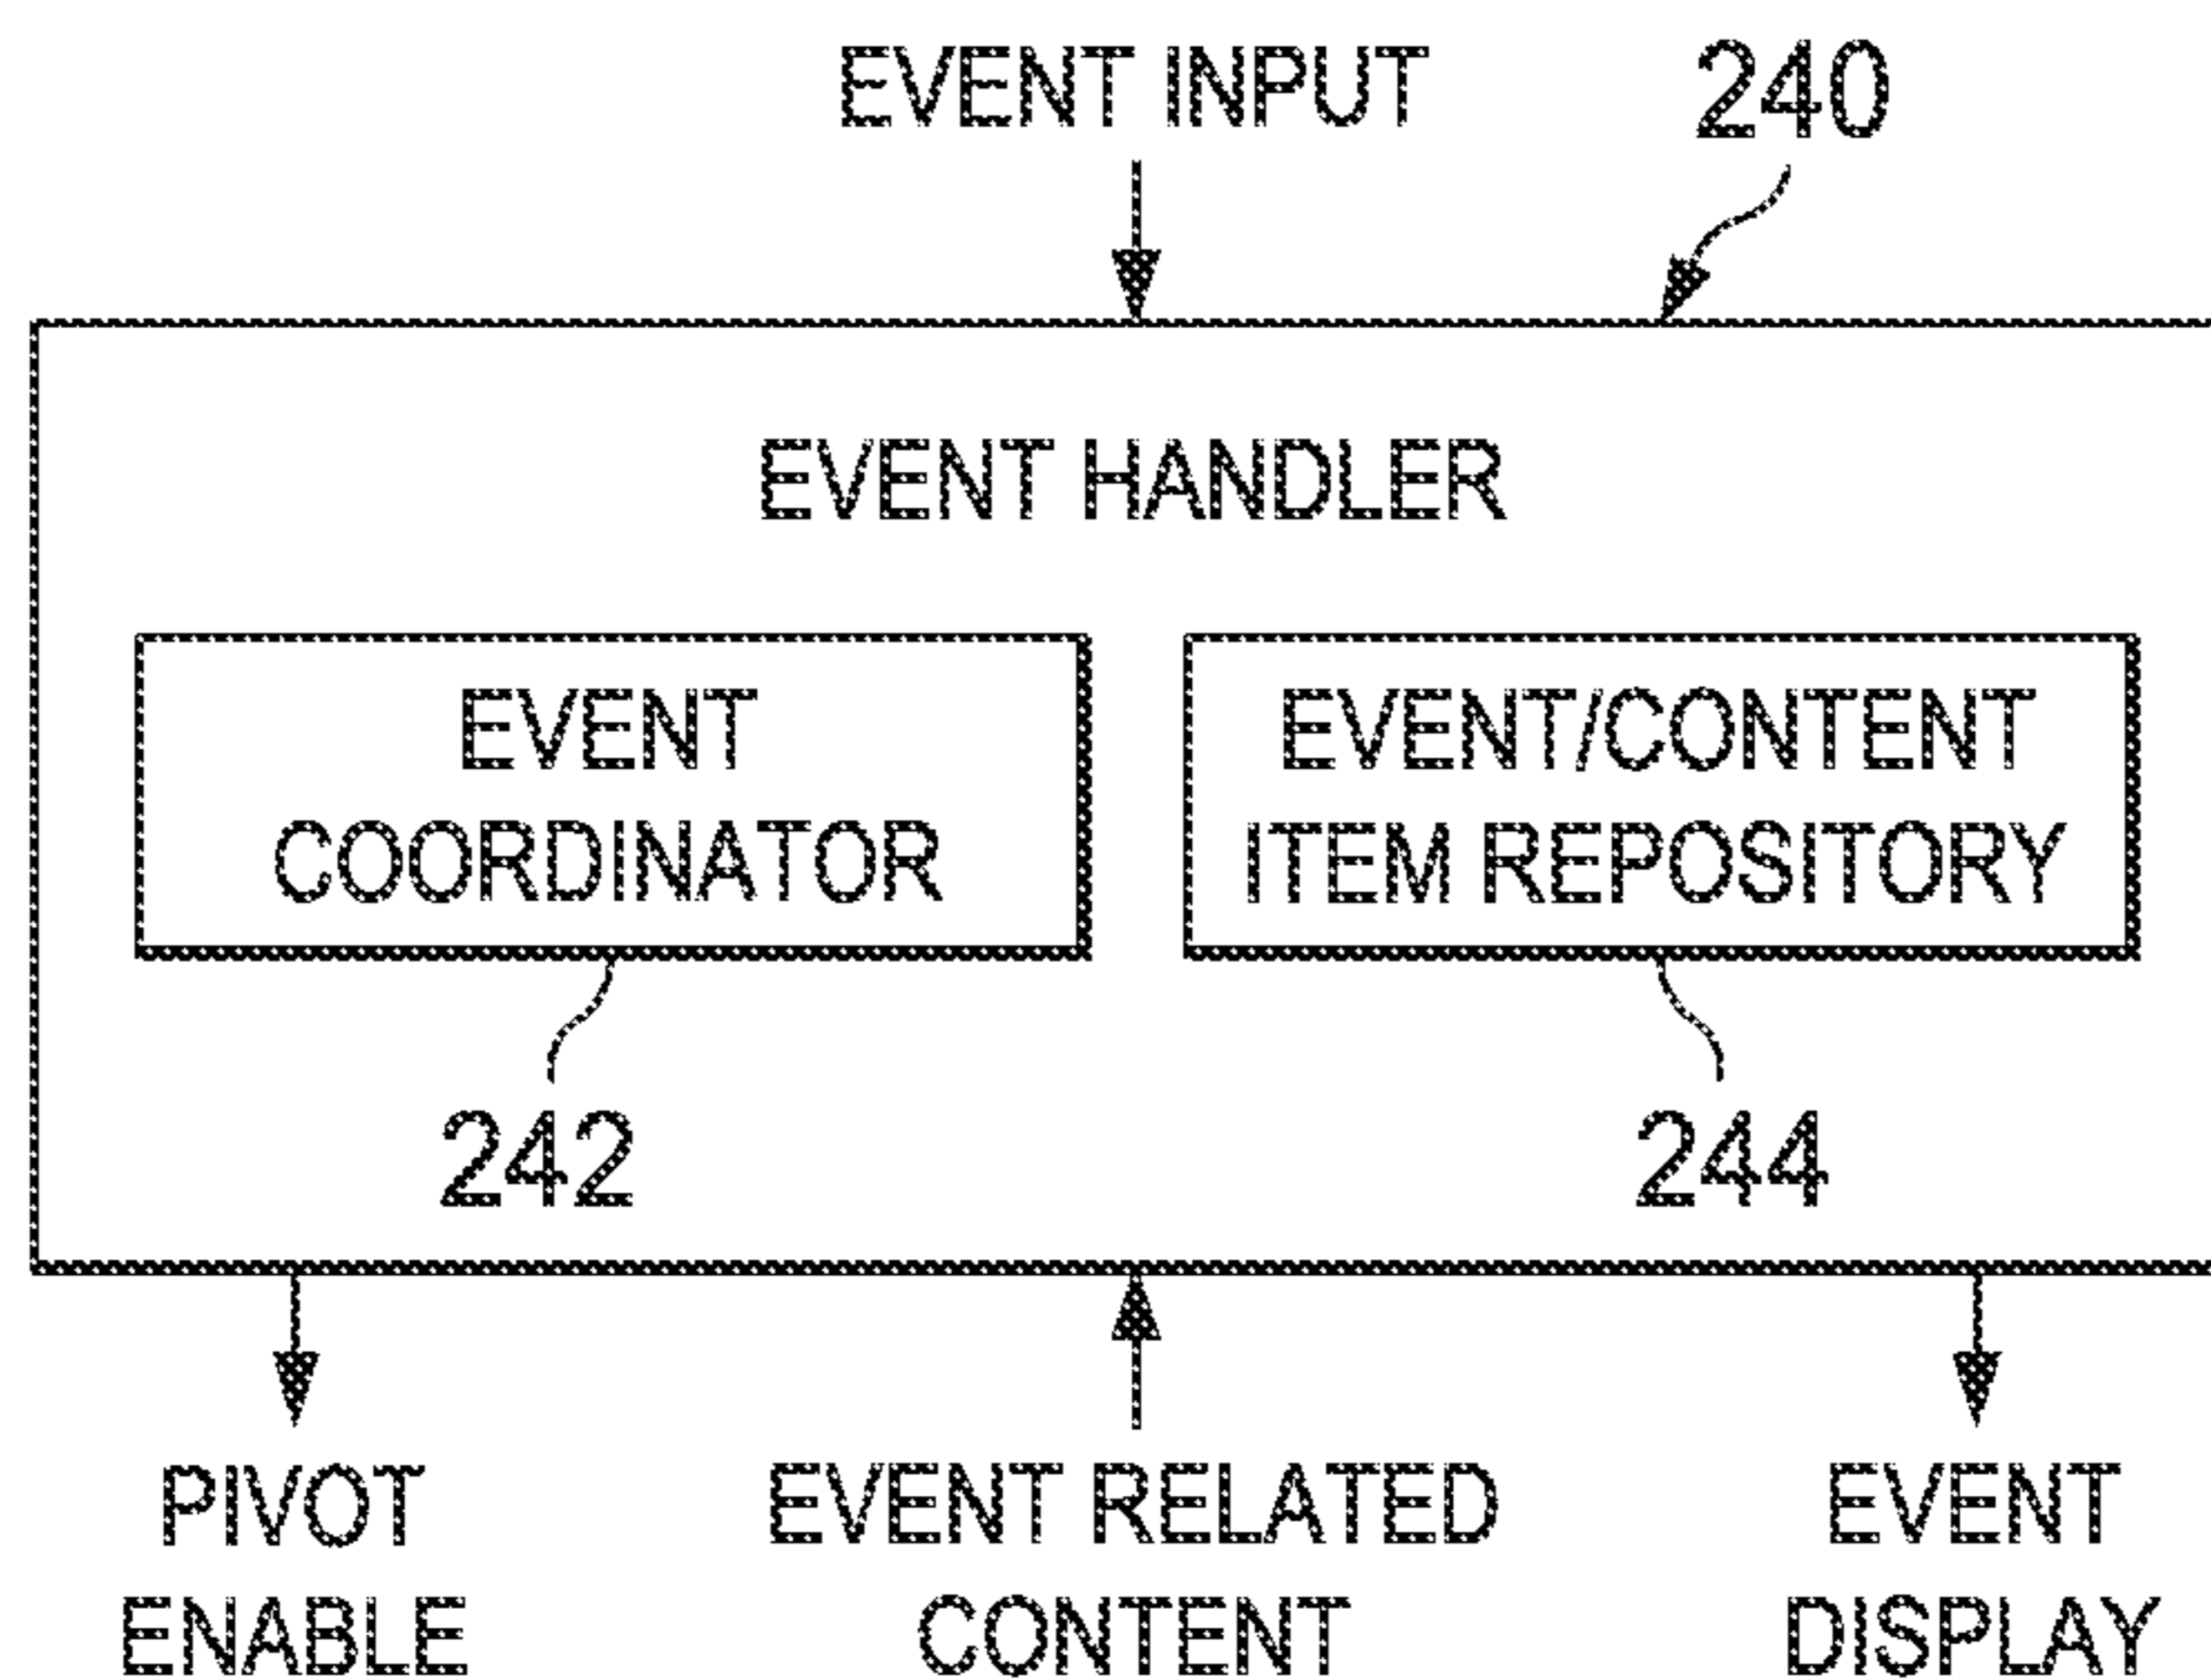 EVENT INPUT
240
EVENT HANDLER
EVENT
COORDINATOR
EVENT/CONTENT
ITEM REPOSITORY
242
244
PIVOT
ENABLE
EVENT RELATED
CONTENT
EVENT
DISPLAY